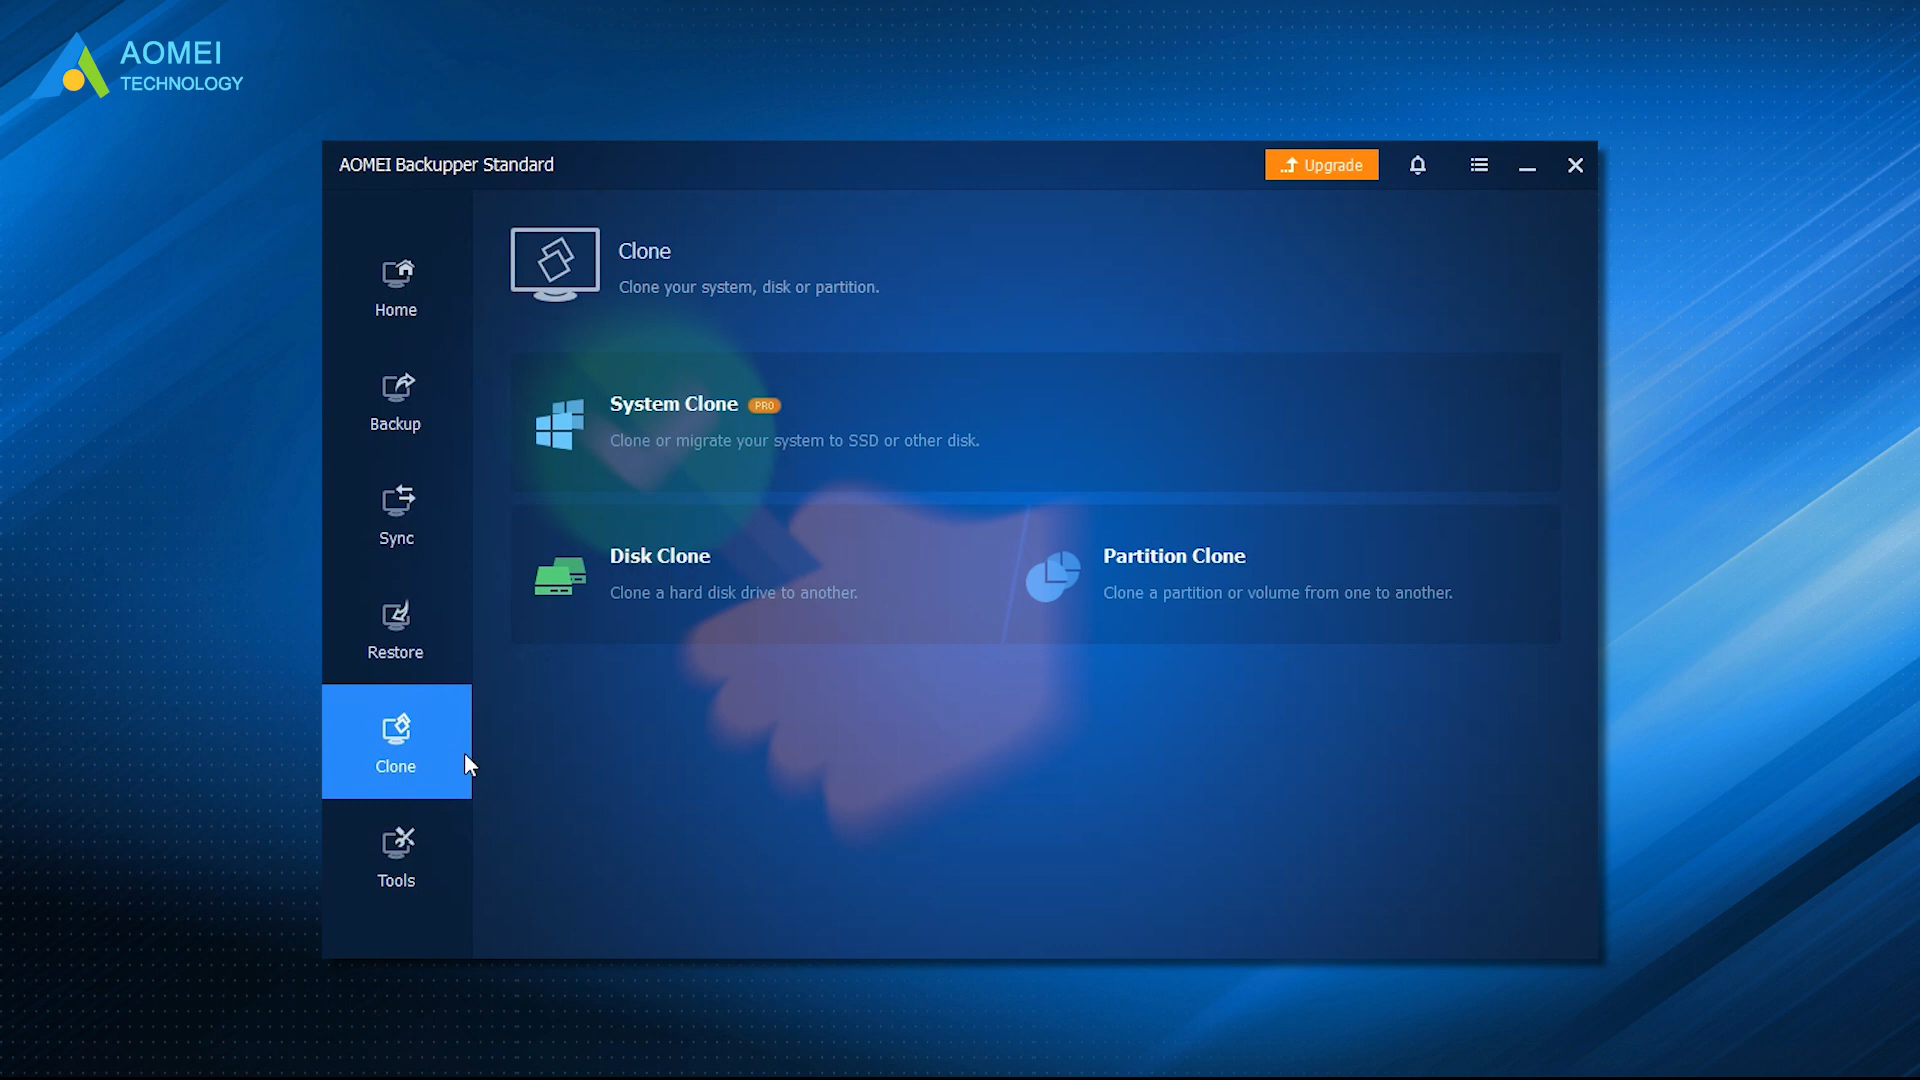 AOMEI
TECHNOLOGY
AOMEI Backupper Standard
Upgrade
Home
Backup
Sync
Restore
Clone
Tools
Clone
Clone your system, disk or partition.
System Clone PRO
Clone or migrate your system to SSD or other disk.
Disk Clone
Clone a hard disk drive to another.
Partition Clone
Clone a partition or volume from one to another.